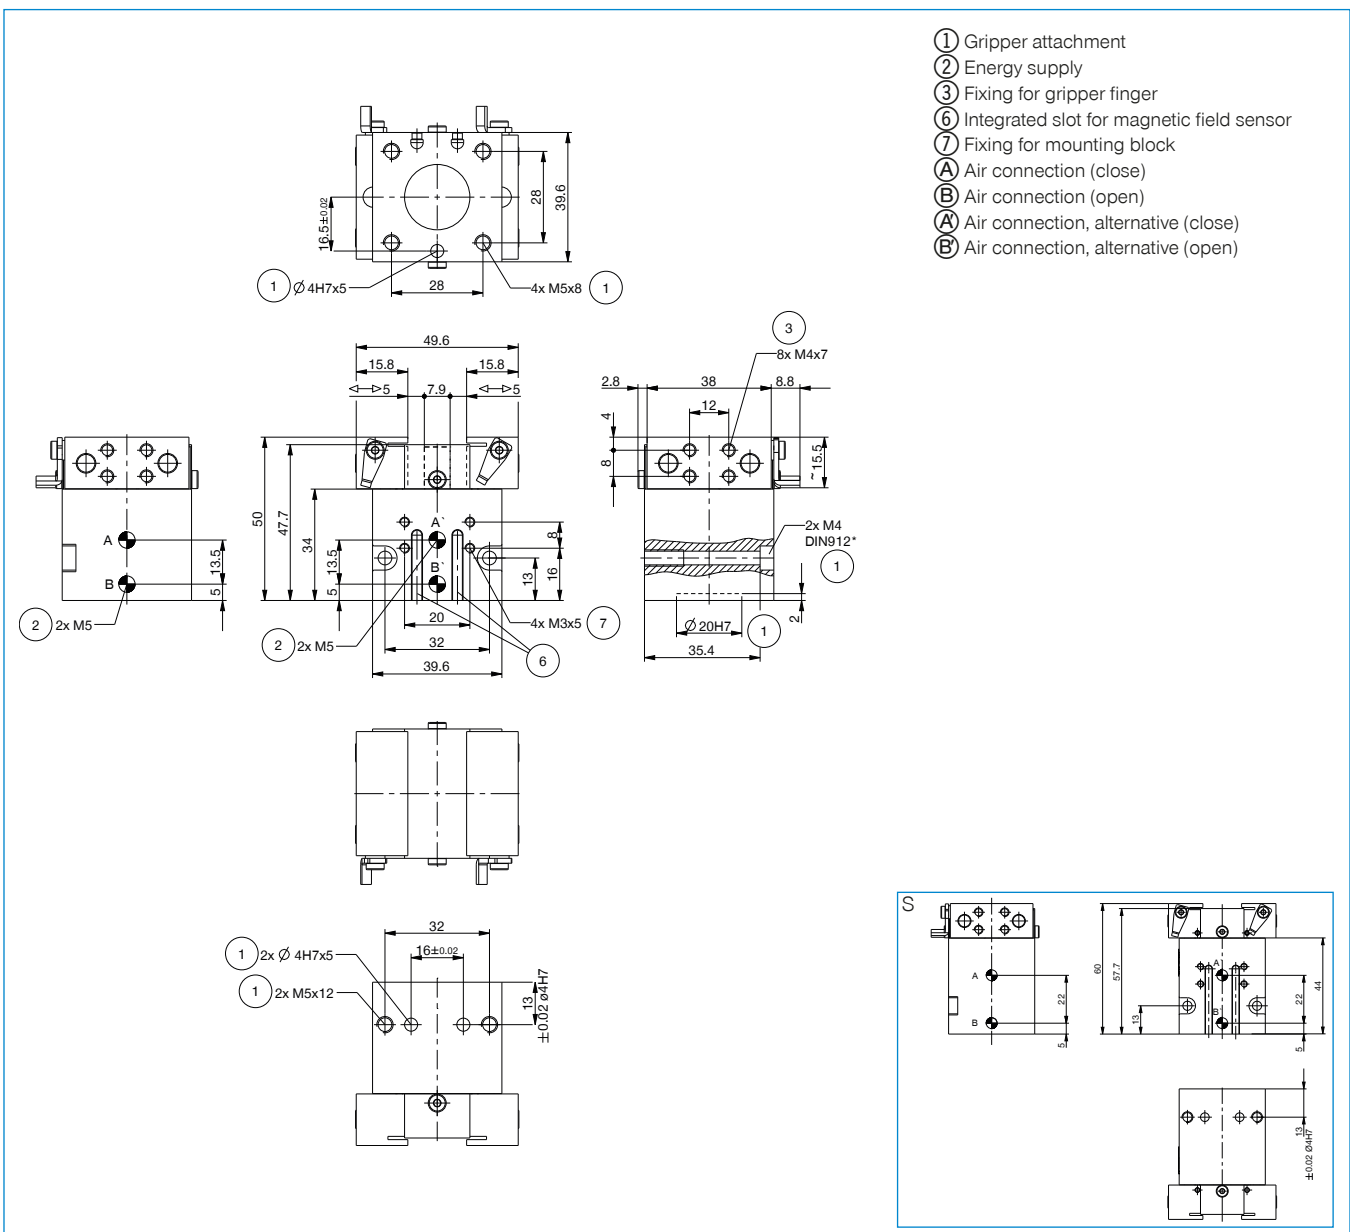 1 Gripper attachment
2 Energy supply
3 Fixing for gripper finger
6 Integrated slot for magnetic field sensor
7 Fixing for mounting block
A Air connection (close)
B Air connection (open)
A' Air connection, alternative (close)
B' Air connection, alternative (open)
16.5±0.02
28
39.6
1 Ø 4H7x5
28
4x M5x8 1
3
8x M4x7
49.6
15.8
15.8
5
7.9
5
2.8
38
8.8
12
4
8
~15.5
50
47.7
34
13.5
5
A`
B`
8
13
16
A
B
13.5
5
2 2x M5
2 2x M5
20
32
39.6
4x M3x5 7
6
2x M4
DIN912*
1
Ø 20H7 1
2
35.4
32
16±0.02
1 2x Ø 4H7x5
1 2x M5x12
13
±0.02 ø4H7
S
A
B
13
22
5
60
57.7
A`
B
22
44
5
13
±0.02 Ø4H7